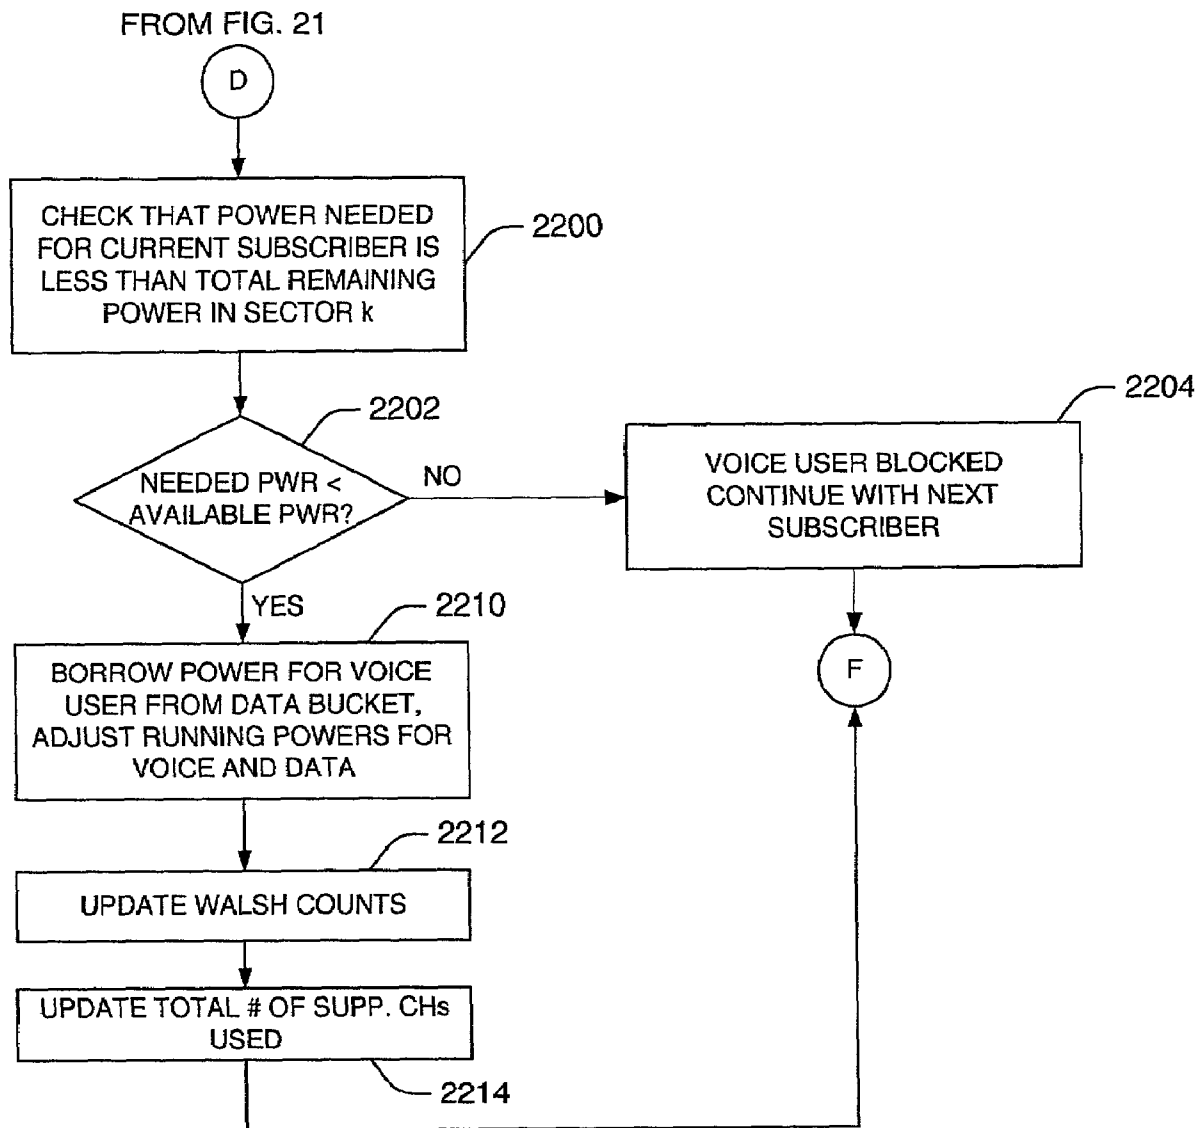 FROM FIG. 21
D
CHECK THAT POWER NEEDED
FOR CURRENT SUBSCRIBER IS
LESS THAN TOTAL REMAINING
POWER IN SECTOR k
2200
2202
NEEDED PWR <
AVAILABLE PWR?
NO
2204
VOICE USER BLOCKED
CONTINUE WITH NEXT
SUBSCRIBER
YES
2210
BORROW POWER FOR VOICE
USER FROM DATA BUCKET,
ADJUST RUNNING POWERS FOR
VOICE AND DATA
F
2212
UPDATE WALSH COUNTS
UPDATE TOTAL # OF SUPP. CHs
USED
2214